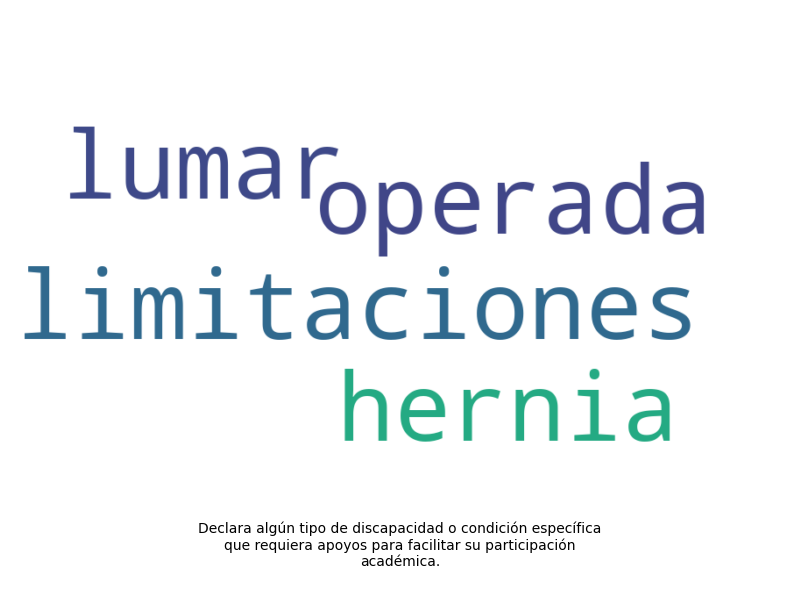 lumar
operada
limitaciones
hernia
Declara algún tipo de discapacidad o condición específica
que requiera apoyos para facilitar su participación
académica.